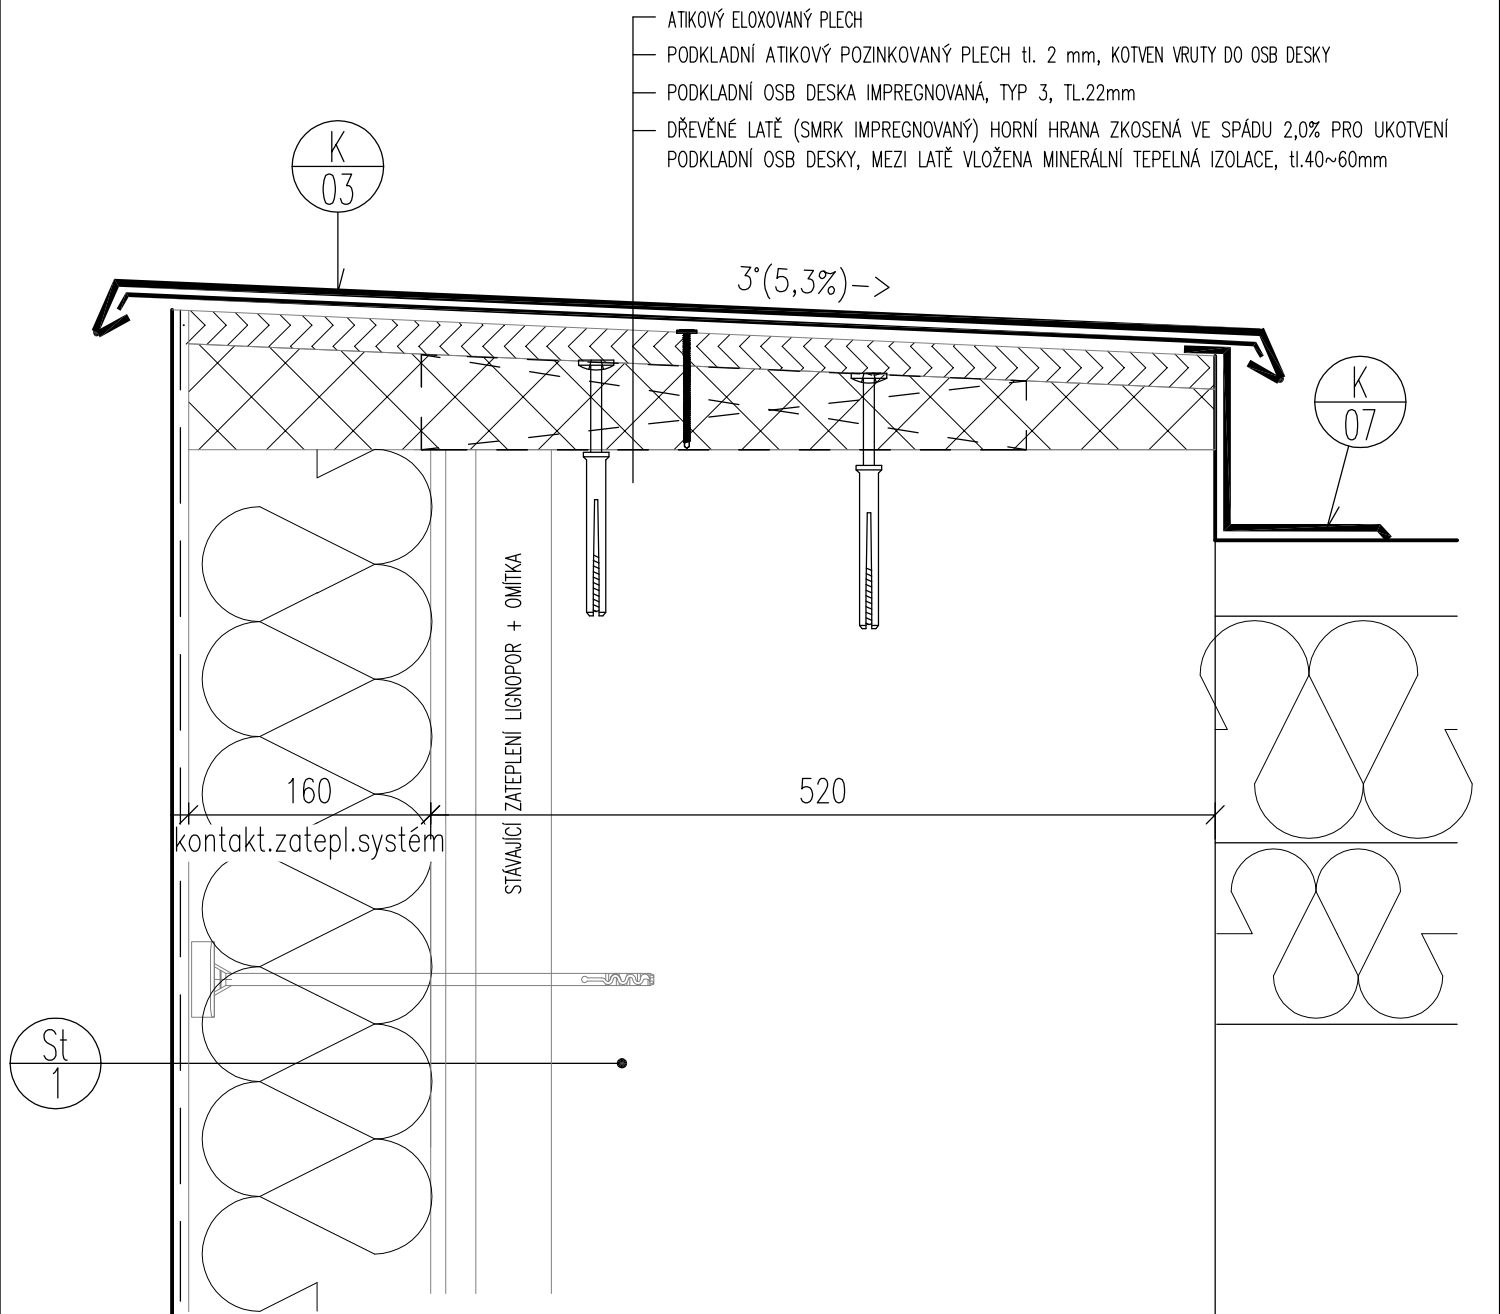 ATIKOVÝ ELOXOVANÝ PLECH
PODKLADNÍ ATIKOVÝ POZINKOVANÝ PLECH tl. 2 mm, KOTVEN VRUTY DO OSB DESKY
PODKLADNÍ OSB DESKA IMPREGNOVANÁ, TYP 3, TL.22mm
DŘEVĚNÉ LATĚ (SMRK IMPREGNOVANÝ) HORNÍ HRANA ZKOSENÁ VE SPÁDU 2,0% PRO UKOTVENÍ
PODKLADNÍ OSB DESKY, MEZI LATĚ VLOŽENA MINERÁLNÍ TEPELNÁ IZOLACE, tl.40~60mm
K
03
3°(5,3%)->
K
07
STÁVAJÍCÍ ZATEPLENÍ LIGNOPOR + OMÍTKA
160
520
kontakt.zatepl.systém
St
1